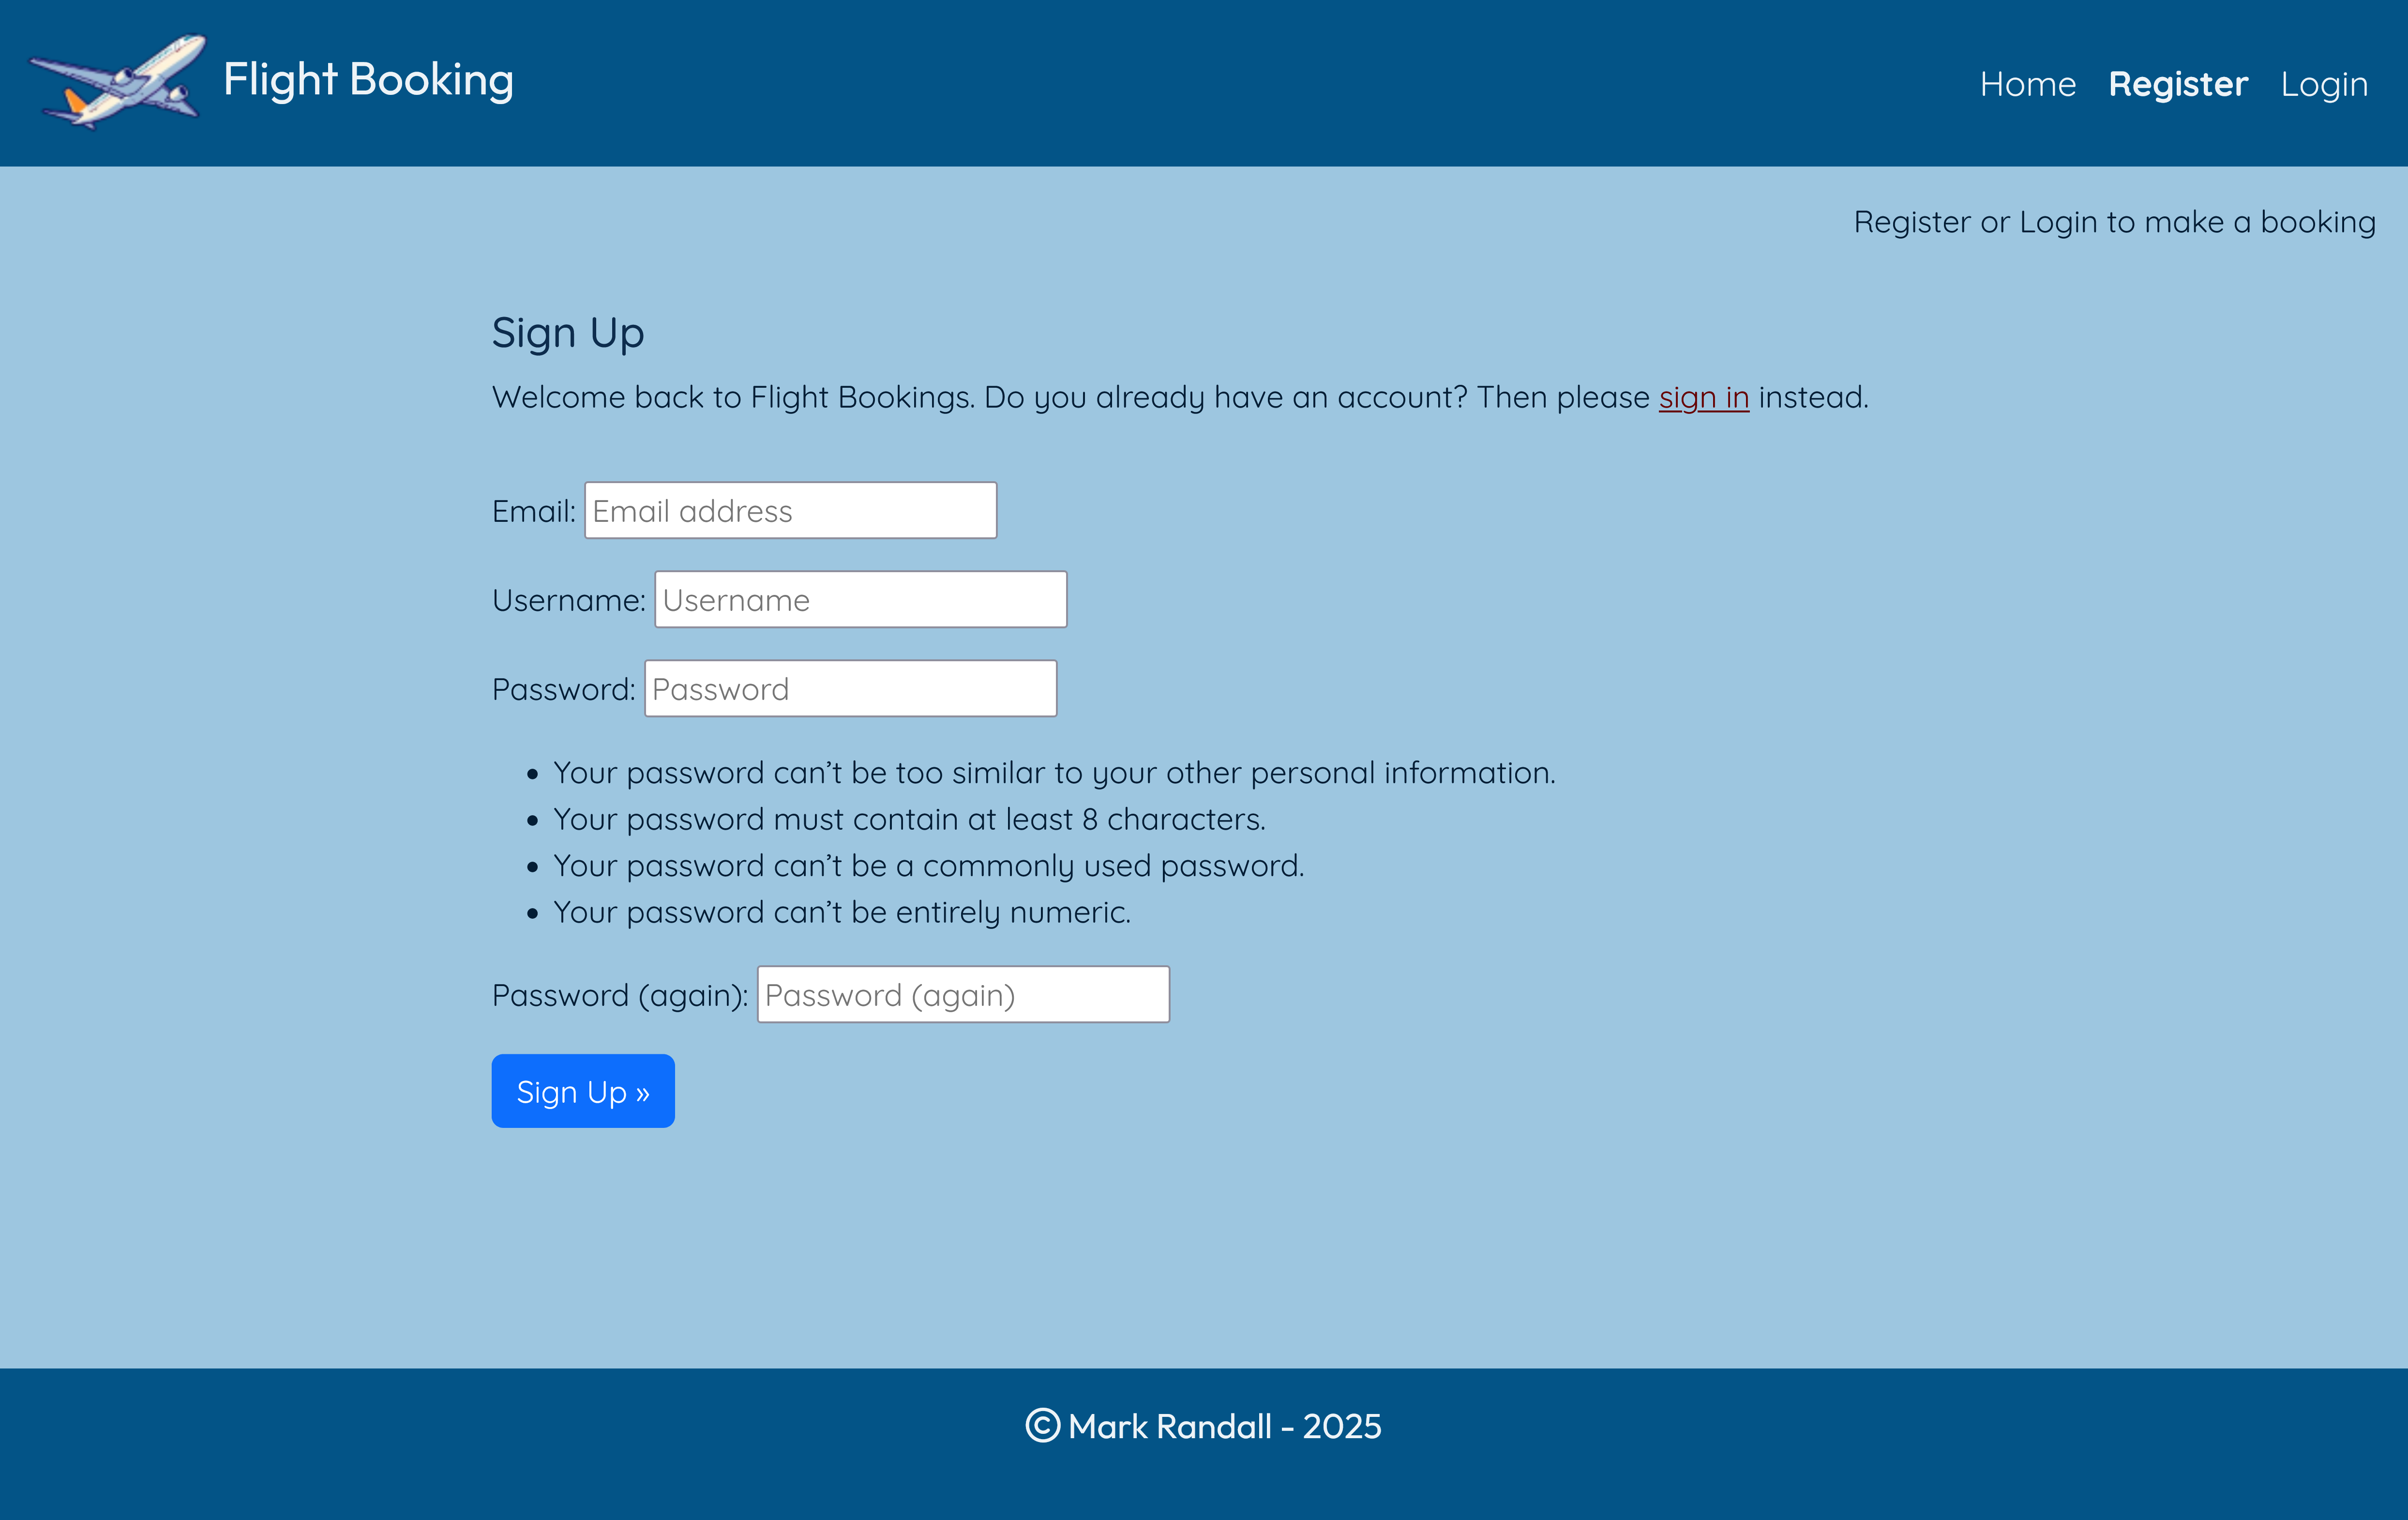 Flight Booking
Home Register Login
Register or Login to make a booking
Sign Up
Welcome back to Flight Bookings. Do you already have an account? Then please sign in instead.
Email: Email address
Username: Username
Password: Password
• Your password can’t be too similar to your other personal information.
• Your password must contain at least 8 characters.
• Your password can’t be a commonly used password.
• Your password can’t be entirely numeric.
Password (again): Password (again)
Sign Up »
© Mark Randall - 2025